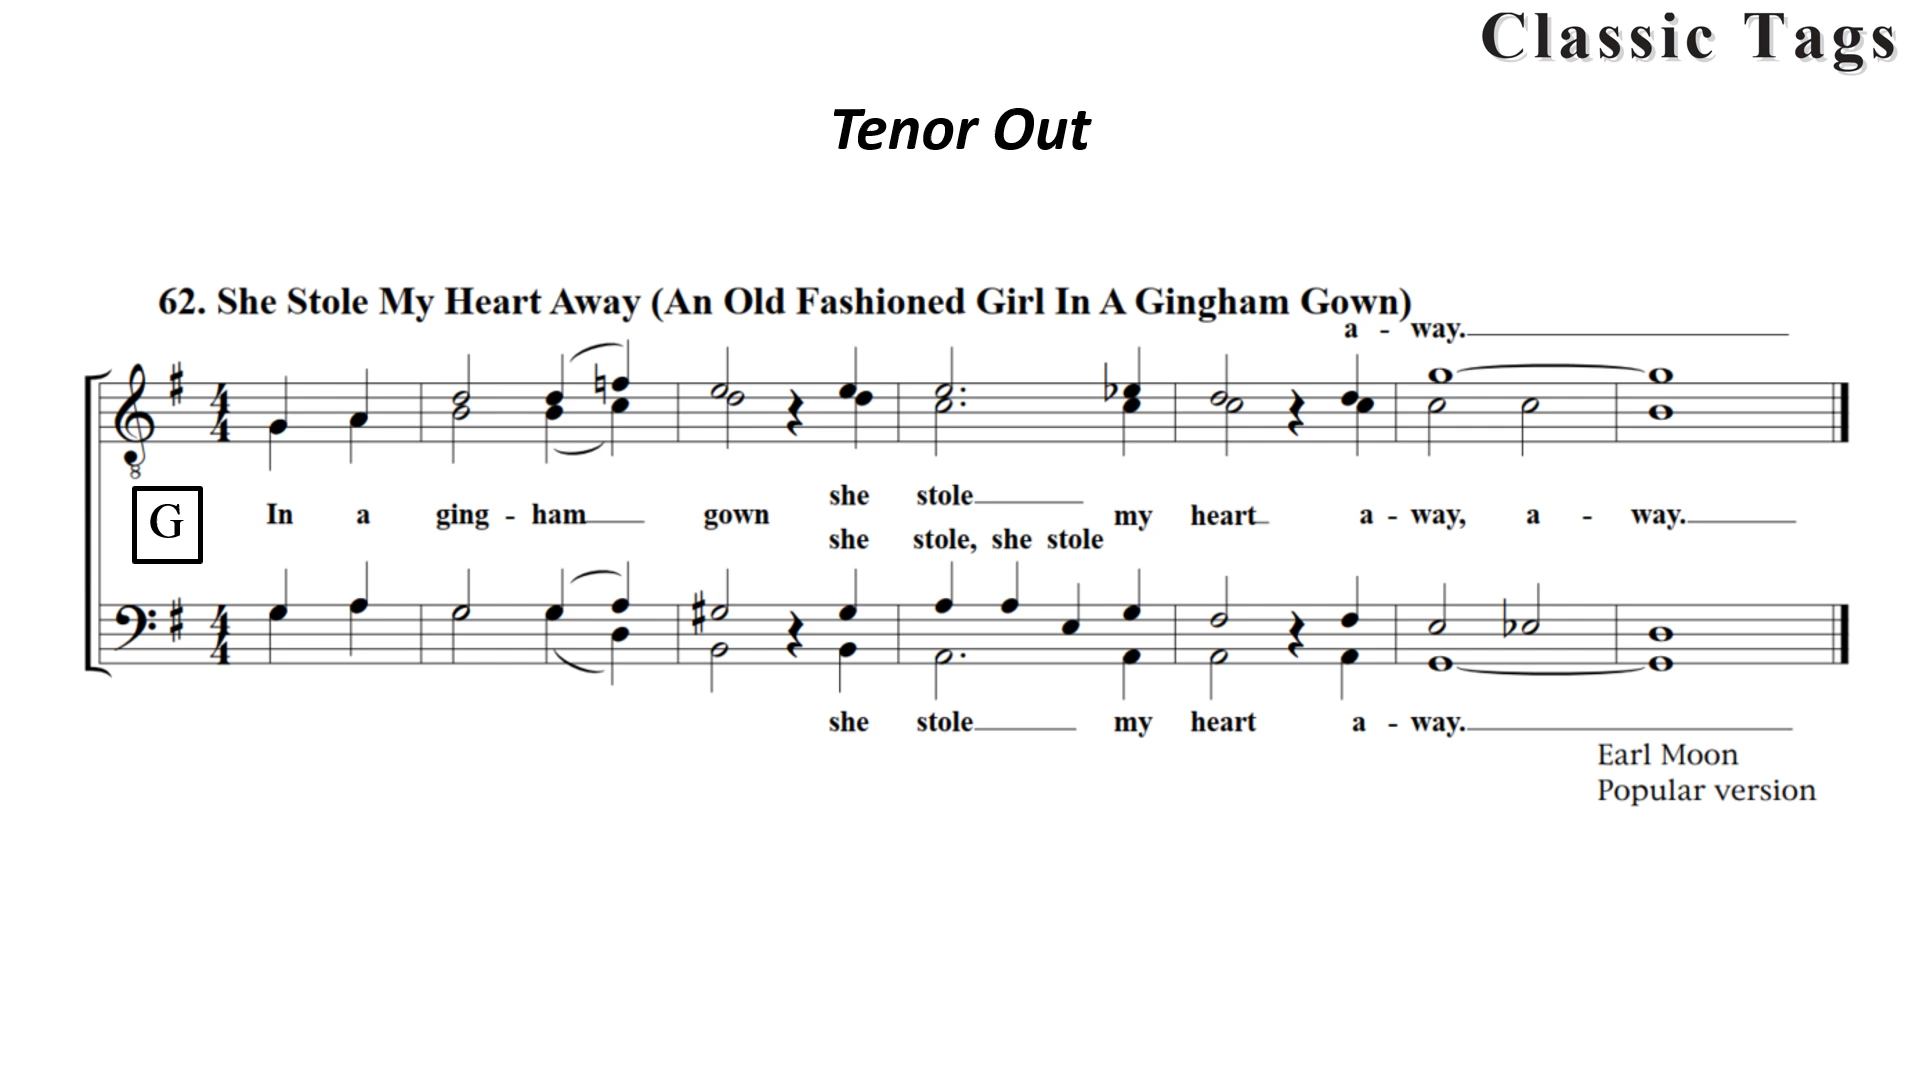 Classic Tags
Tenor Out
62. She Stole My Heart Away (An Old Fashioned Girl In A Gingham Gown)
a - way.
8
she stole
G In a ging - ham gown my heart a - way, a - way.
she stole, she stole
she stole my heart a - way.
Earl Moon
Popular version